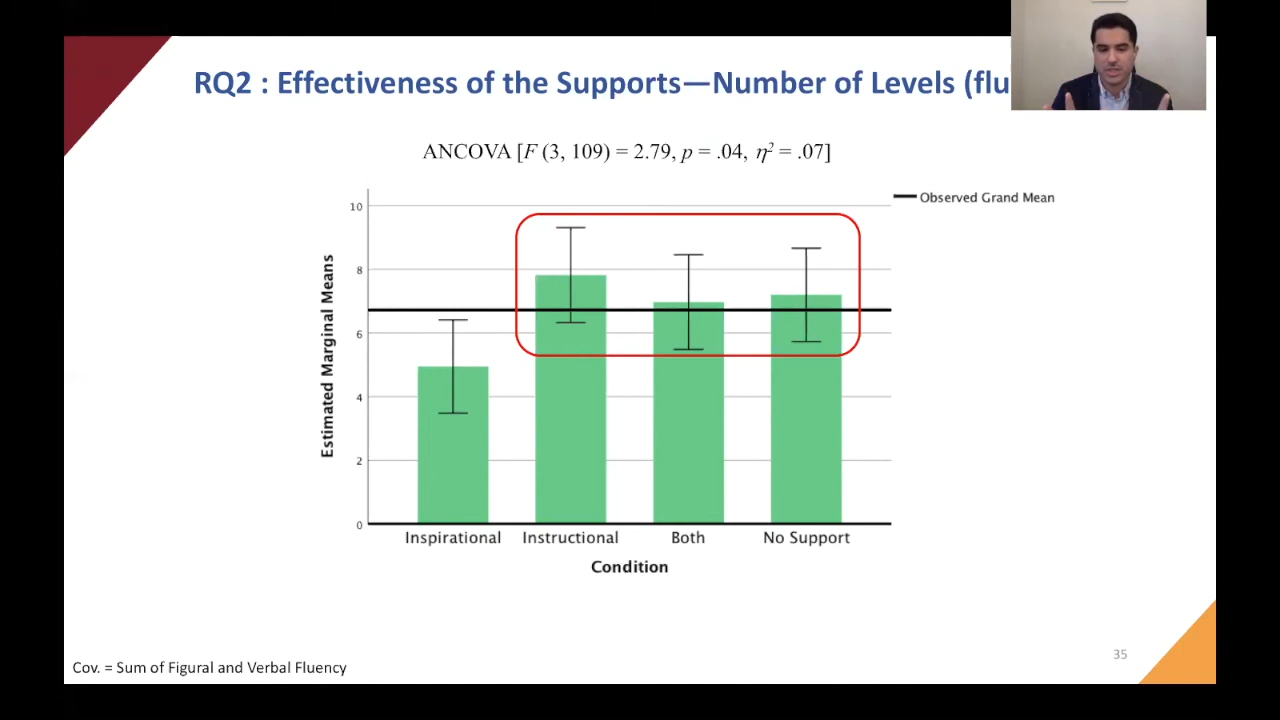 RQ2 : Effectiveness of the Supports—Number of Levels (flu
ANCOVA [F (3, 109) = 2.79, p = .04, η² = .07]
Observed Grand Mean
Estimated Marginal Means
10
8
6
4
2
0
Inspirational Instructional Both No Support
Condition
Cov. = Sum of Figural and Verbal Fluency
35